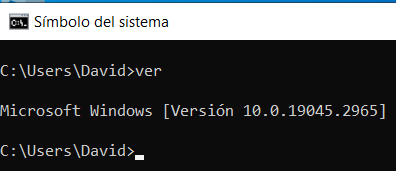 Símbolo del sistema
C:\Users\David>ver
Microsoft Windows [Versión 10.0.19045.2965]
C:\Users\David>